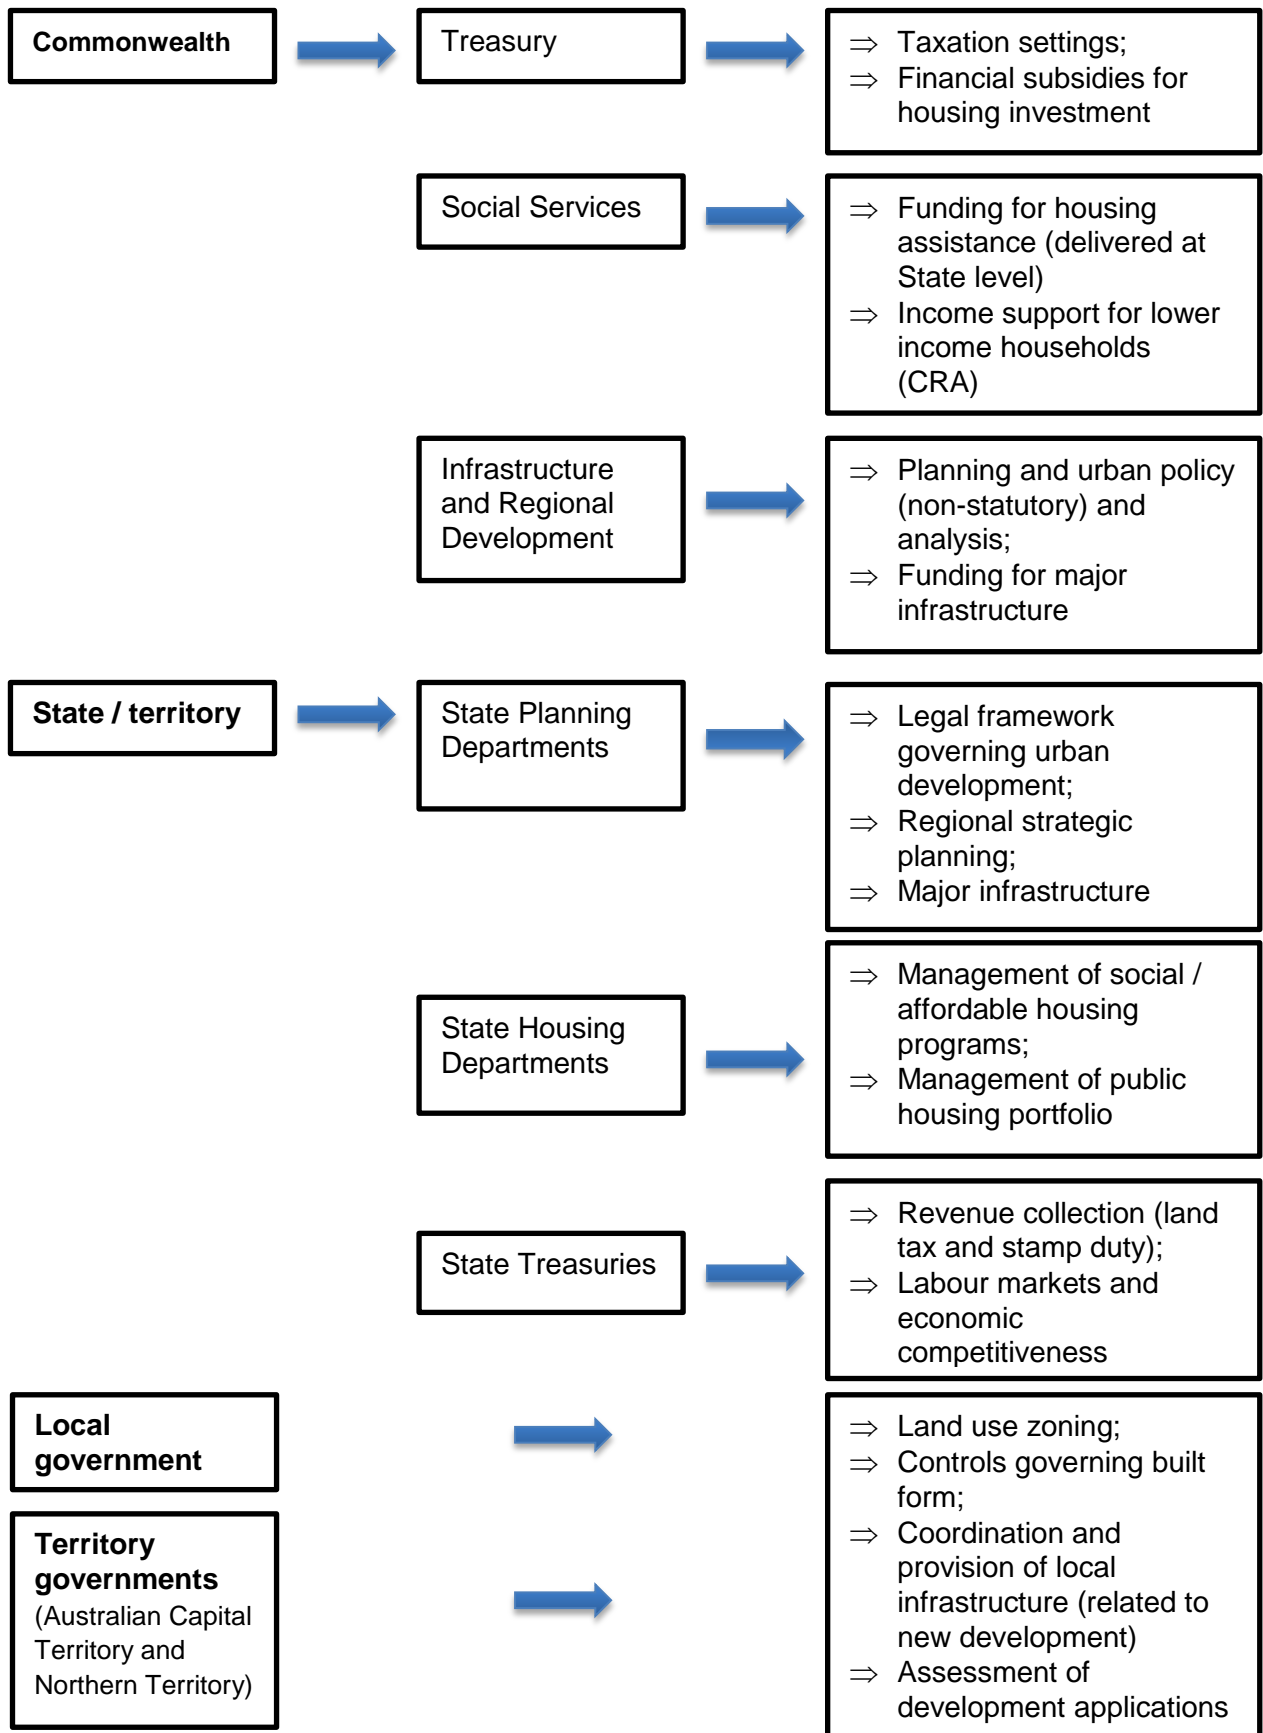 Commonwealth
Treasury
⇒ Taxation settings;
⇒ Financial subsidies for
housing investment
Social Services
⇒ Funding for housing
assistance (delivered at
State level)
⇒ Income support for lower
income households
(CRA)
Infrastructure
and Regional
Development
⇒ Planning and urban policy
(non-statutory) and
analysis;
⇒ Funding for major
infrastructure
State / territory
State Planning
Departments
⇒ Legal framework
governing urban
development;
⇒ Regional strategic
planning;
⇒ Major infrastructure
State Housing
Departments
⇒ Management of social /
affordable housing
programs;
⇒ Management of public
housing portfolio
State Treasuries
⇒ Revenue collection (land
tax and stamp duty);
⇒ Labour markets and
economic
competitiveness
Local
government
Territory
governments
(Australian Capital
Territory and
Northern Territory)
⇒ Land use zoning;
⇒ Controls governing built
form;
⇒ Coordination and
provision of local
infrastructure (related to
new development)
⇒ Assessment of
development applications